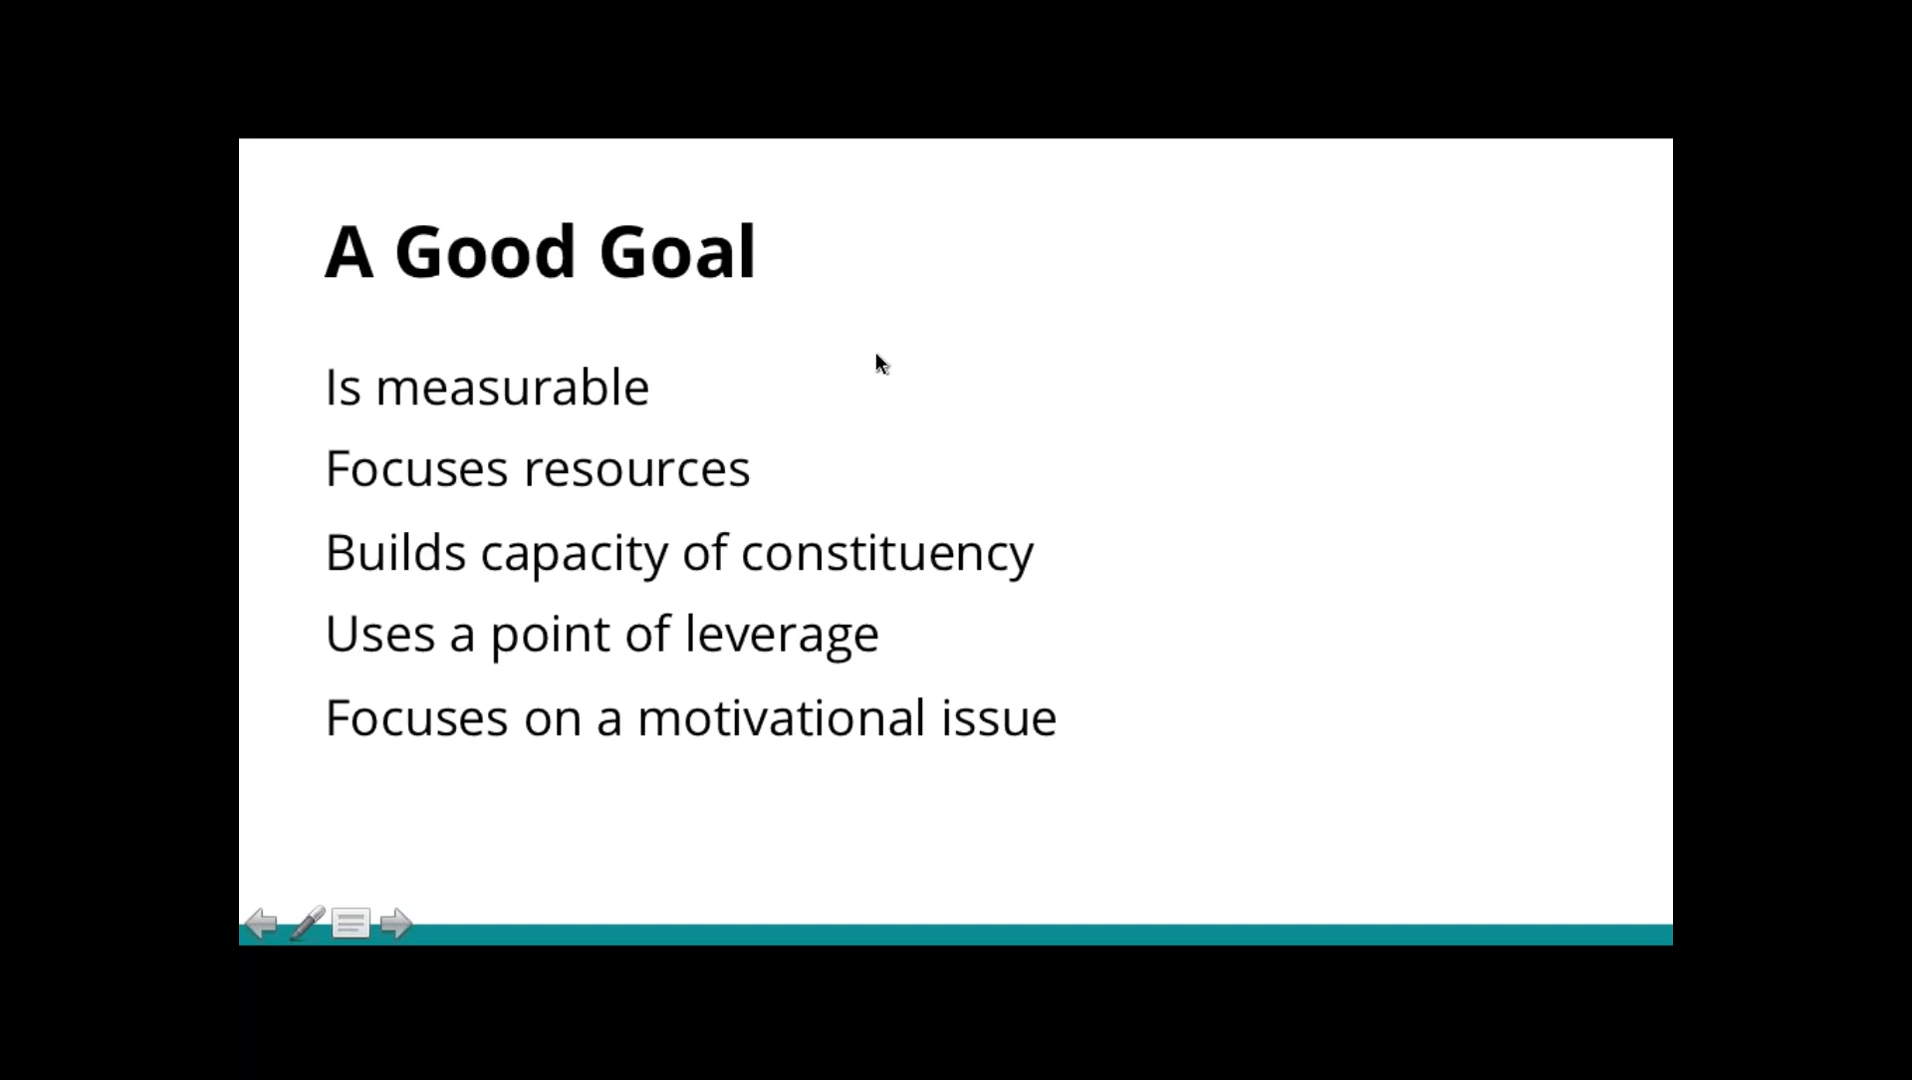 A Good Goal
Is measurable
Focuses resources
Builds capacity of constituency
Uses a point of leverage
Focuses on a motivational issue